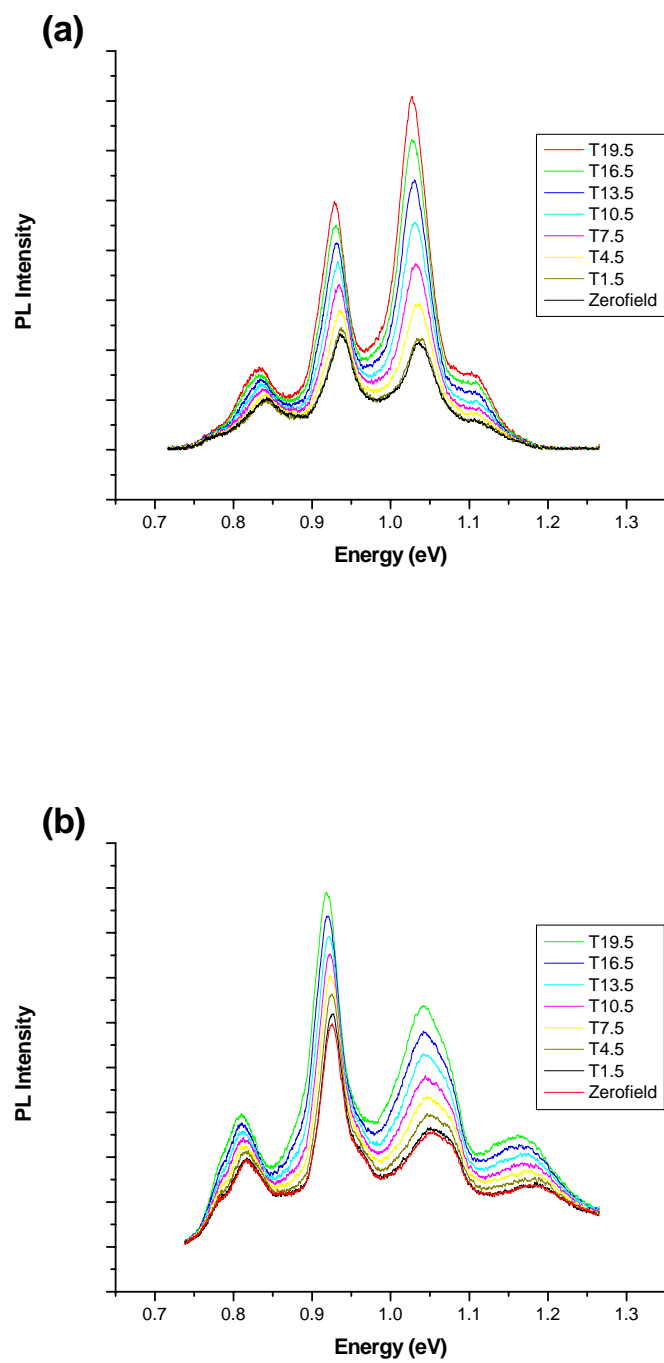 (a)
PL Intensity
T19.5
T16.5
T13.5
T10.5
T7.5
T4.5
T1.5
Zerofield
0.7 0.8 0.9 1.0 1.1 1.2 1.3
Energy (eV)
(b)
PL Intensity
T19.5
T16.5
T13.5
T10.5
T7.5
T4.5
T1.5
Zerofield
0.7 0.8 0.9 1.0 1.1 1.2 1.3
Energy (eV)